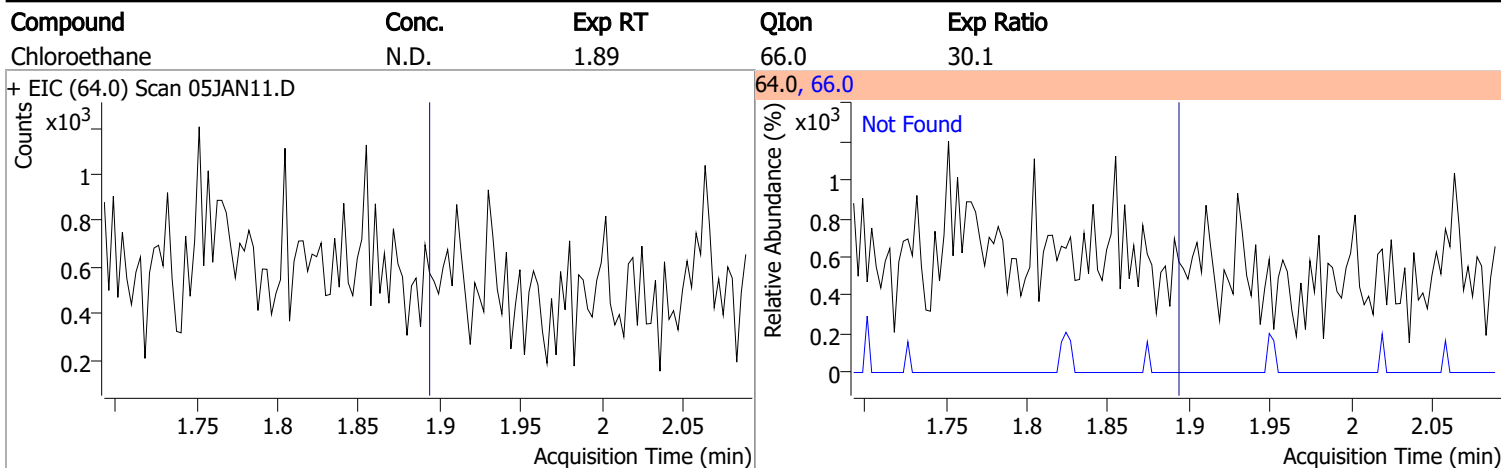 Compound Conc. Exp RT QIon Exp Ratio
Chloroethane N.D. 1.89 66.0 30.1
+ EIC (64.0) Scan 05JAN11.D
Counts
x10³
1
0.8
0.6
0.4
0.2
1.75 1.8 1.85 1.9 1.95 2 2.05
Acquisition Time (min)
64.0, 66.0
Relative Abundance (%)
x10³
Not Found
1
0.8
0.6
0.4
0.2
0
1.75 1.8 1.85 1.9 1.95 2 2.05
Acquisition Time (min)